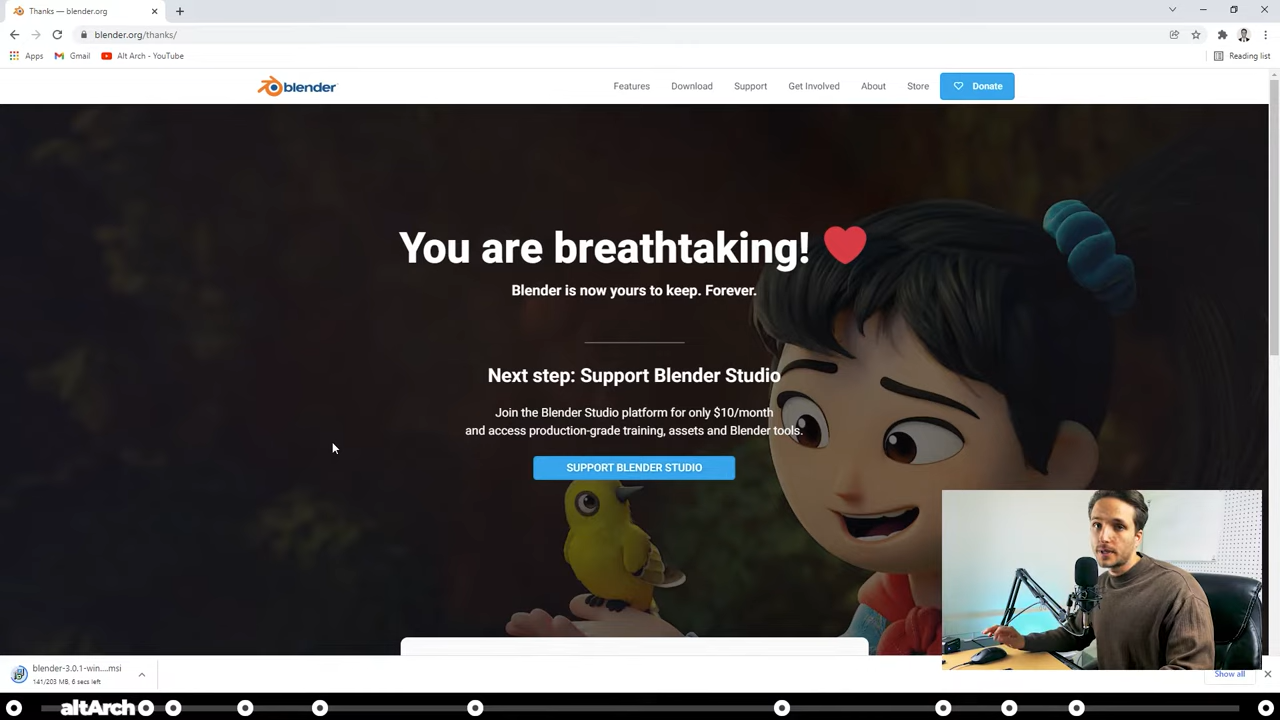 Thanks — blender.org
blender.org/thanks/
Apps
Gmail
Alt Arch - YouTube
Reading list
blender
Features
Download
Support
Get Involved
About
Store
Donate
You are breathtaking!
Blender is now yours to keep. Forever.
Next step: Support Blender Studio
Join the Blender Studio platform for only $10/month
and access production-grade training, assets and Blender tools.
SUPPORT BLENDER STUDIO
blender-3.0.1-win....msi
141/203 MB, 6 secs left
Show all
altArch